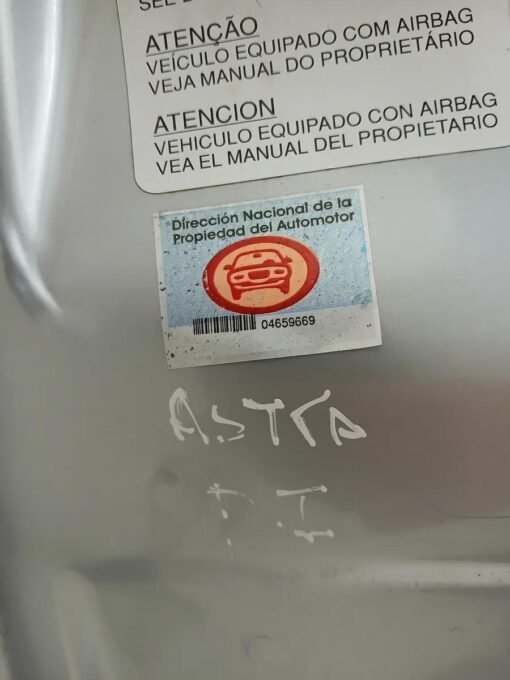 ATENÇÃO
VEÍCULO EQUIPADO COM AIRBAG
VEJA MANUAL DO PROPRIETÁRIO
ATENCION
VEHICULO EQUIPADO CON AIRBAG
VEA EL MANUAL DEL PROPIETARIO
Dirección Nacional de la
Propiedad del Automotor
04659669
ASTRA